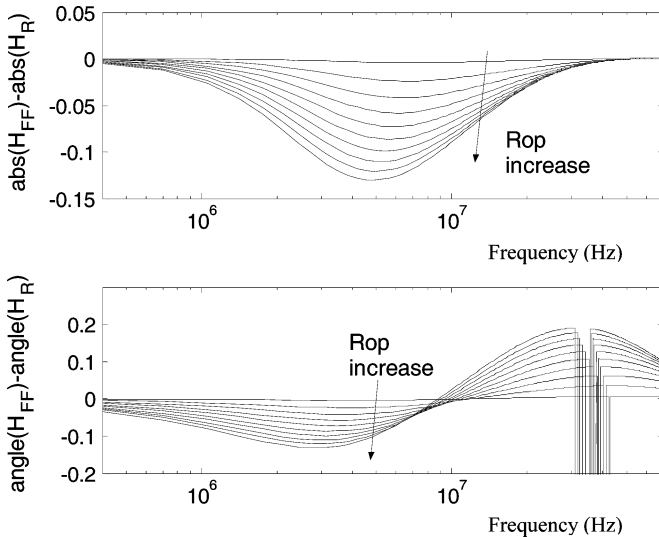 abs(H_FF)-abs(H_R)
0.05
0
-0.05
-0.1
-0.15
Rop
increase
10^6
10^7
Frequency (Hz)
angle(H_FF)-angle(H_R)
0.2
0.1
0
-0.1
-0.2
Rop
increase
10^6
10^7
Frequency (Hz)